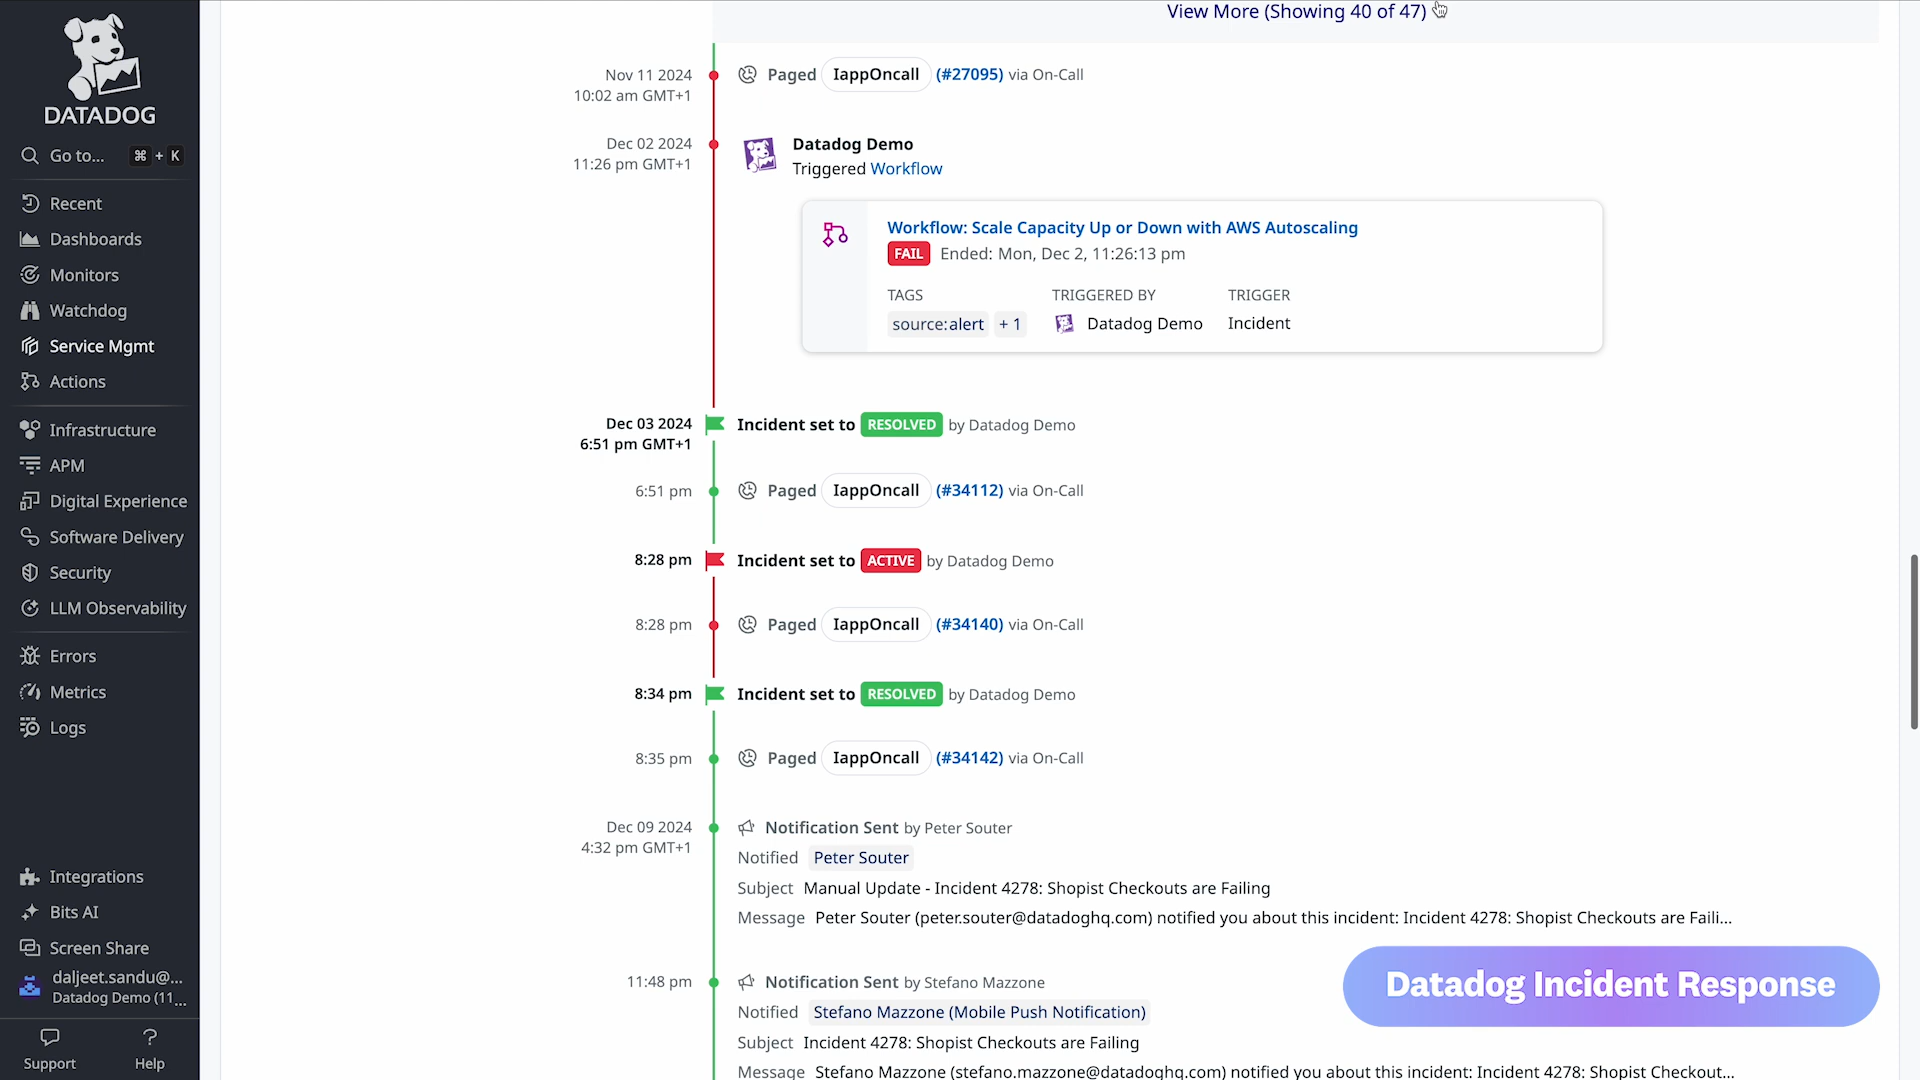 DATADOG
Go to... ⌘ + K
Recent
Dashboards
Monitors
Watchdog
Service Mgmt
Actions
Infrastructure
APM
Digital Experience
Software Delivery
Security
LLM Observability
Errors
Metrics
Logs
Integrations
Bits AI
Screen Share
daljeet.sandu@...
Datadog Demo (11...
Support
Help
View More (Showing 40 of 47)
Nov 11 2024
10:02 am GMT+1
Paged IappOncall (#27095) via On-Call
Dec 02 2024
11:26 pm GMT+1
Datadog Demo
Triggered Workflow
Workflow: Scale Capacity Up or Down with AWS Autoscaling
FAIL Ended: Mon, Dec 2, 11:26:13 pm
TAGS TRIGGERED BY TRIGGER
source:alert + 1 Datadog Demo Incident
Dec 03 2024
6:51 pm GMT+1
Incident set to RESOLVED by Datadog Demo
6:51 pm Paged IappOncall (#34112) via On-Call
8:28 pm Incident set to ACTIVE by Datadog Demo
8:28 pm Paged IappOncall (#34140) via On-Call
8:34 pm Incident set to RESOLVED by Datadog Demo
8:35 pm Paged IappOncall (#34142) via On-Call
Dec 09 2024
4:32 pm GMT+1
Notification Sent by Peter Souter
Notified Peter Souter
Subject Manual Update - Incident 4278: Shopist Checkouts are Failing
Message Peter Souter (peter.souter@datadoghq.com) notified you about this incident: Incident 4278: Shopist Checkouts are Faili...
11:48 pm Notification Sent by Stefano Mazzone
Notified Stefano Mazzone (Mobile Push Notification)
Subject Incident 4278: Shopist Checkouts are Failing
Message Stefano Mazzone (stefano.mazzone@datadoghq.com) notified you about this incident: Incident 4278: Shopist Checkout...
Datadog Incident Response